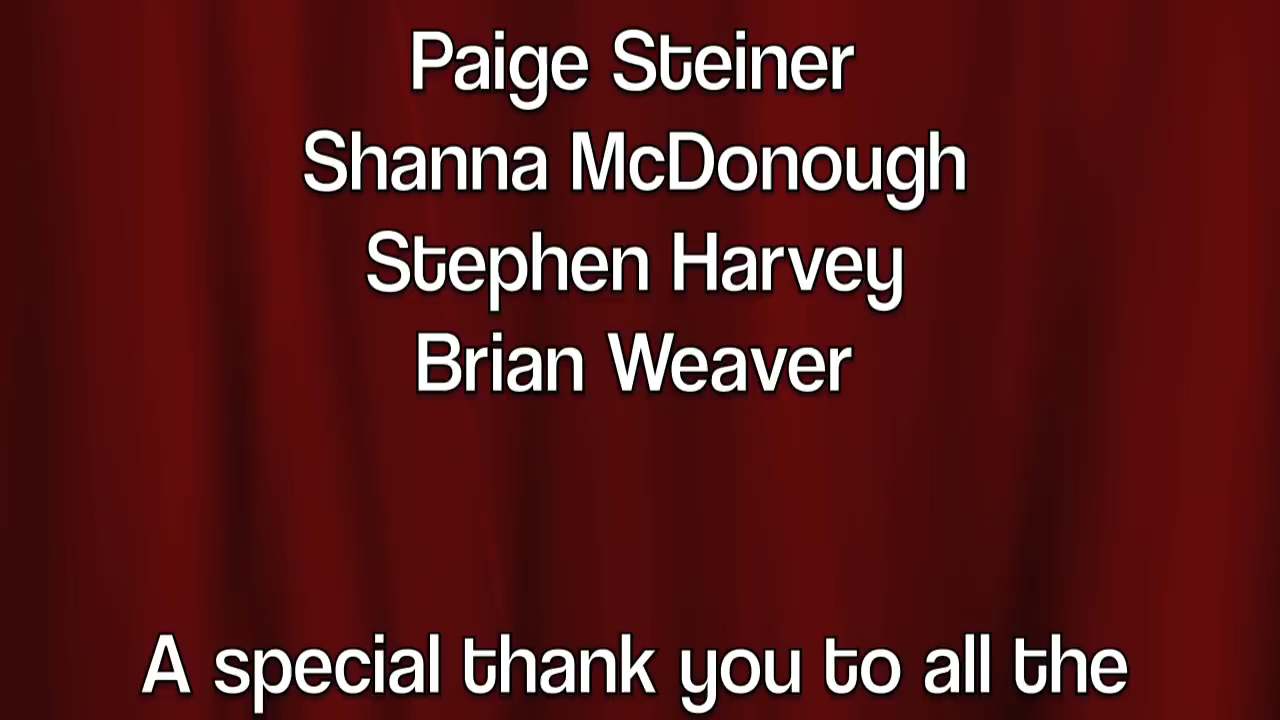 Paige Steiner
Shanna McDonough
Stephen Harvey
Brian Weaver
A special thank you to all the